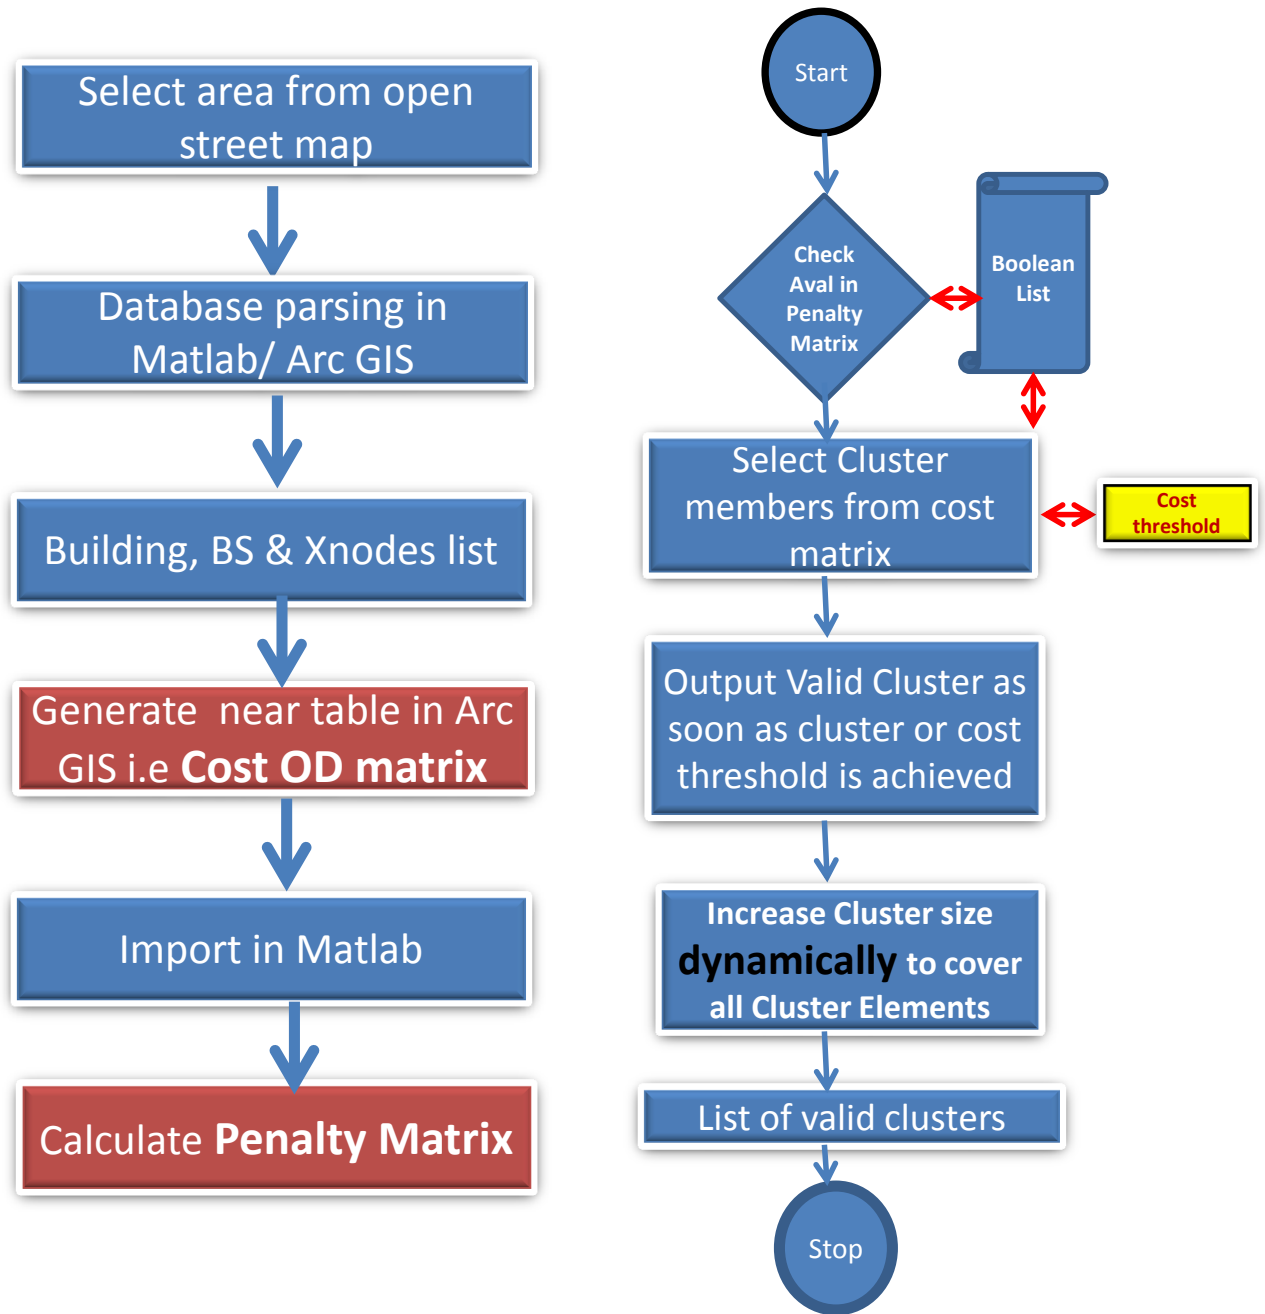 Select area from open
street map
Database parsing in
Matlab/ Arc GIS
Building, BS & Xnodes list
Generate  near table in Arc
GIS i.e Cost OD matrix
Import in Matlab
Calculate Penalty Matrix
Start
Check
Aval in
Penalty
Matrix
Boolean
List
Select Cluster
members from cost
matrix
Cost
threshold
Output Valid Cluster as
soon as cluster or cost
threshold is achieved
Increase Cluster size
dynamically to cover
all Cluster Elements
List of valid clusters
Stop